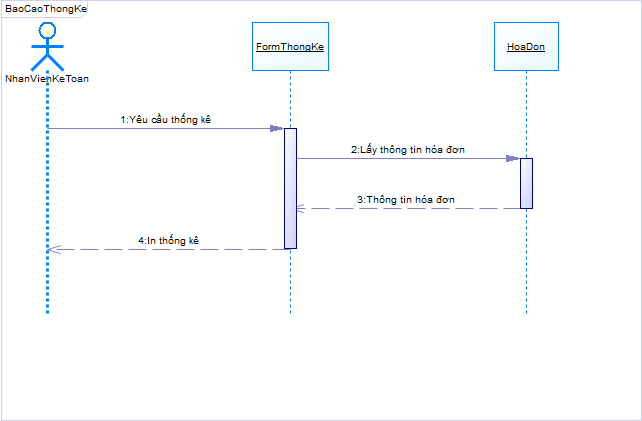 BaoCaoThongKe
NhanVienKeToan
FormThongKe
HoaDon
1:Yêu cầu thống kê
2:Lấy thông tin hóa đơn
3:Thông tin hóa đơn
4:In thống kê